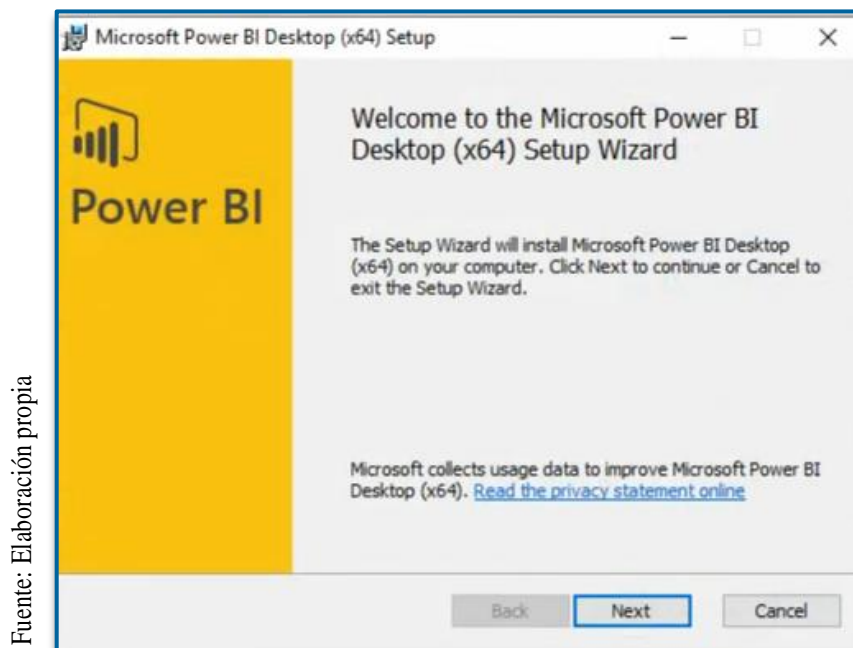 Microsoft Power BI Desktop (x64) Setup
Power BI
Welcome to the Microsoft Power BI
Desktop (x64) Setup Wizard
The Setup Wizard will install Microsoft Power BI Desktop
(x64) on your computer. Click Next to continue or Cancel to
exit the Setup Wizard.
Microsoft collects usage data to improve Microsoft Power BI
Desktop (x64). Read the privacy statement online
Back Next Cancel
Fuente: Elaboración propia